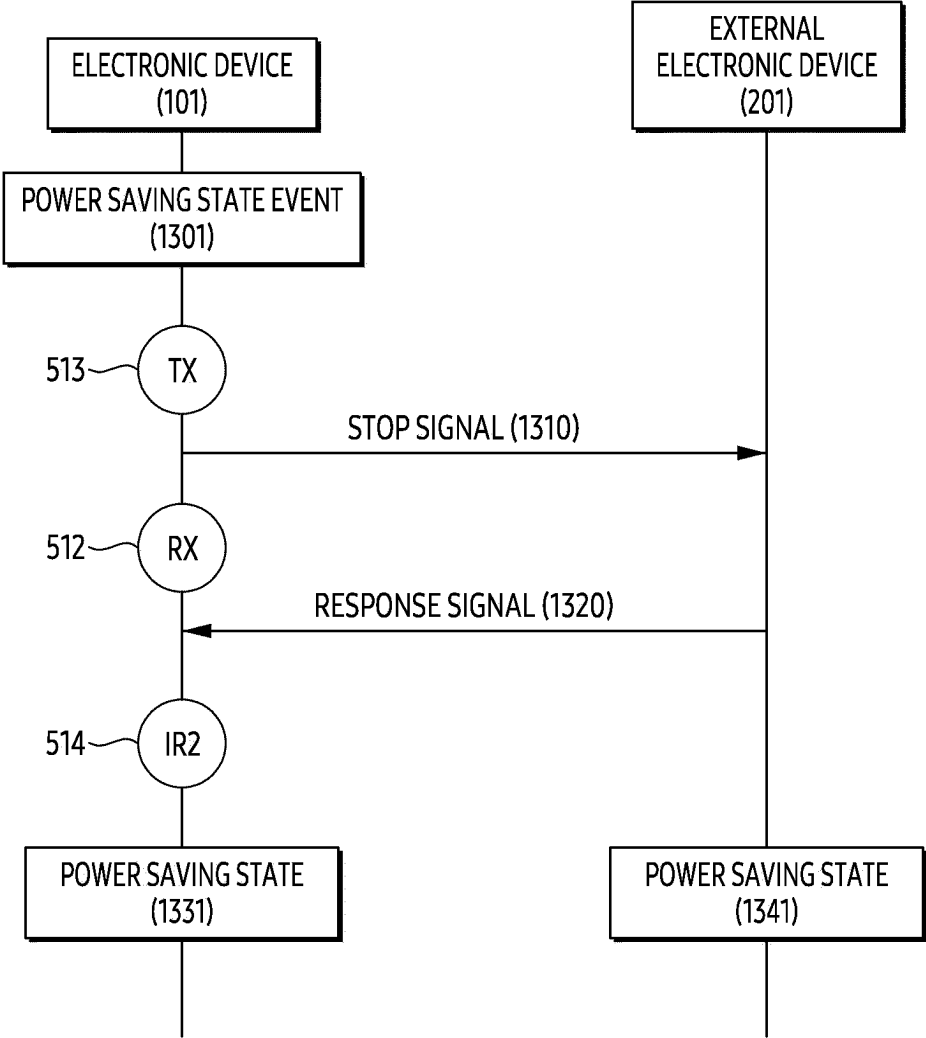 ELECTRONIC DEVICE
(101)
EXTERNAL
ELECTRONIC DEVICE
(201)
POWER SAVING STATE EVENT
(1301)
513
TX
STOP SIGNAL (1310)
512
RX
RESPONSE SIGNAL (1320)
514
IR2
POWER SAVING STATE
(1331)
POWER SAVING STATE
(1341)